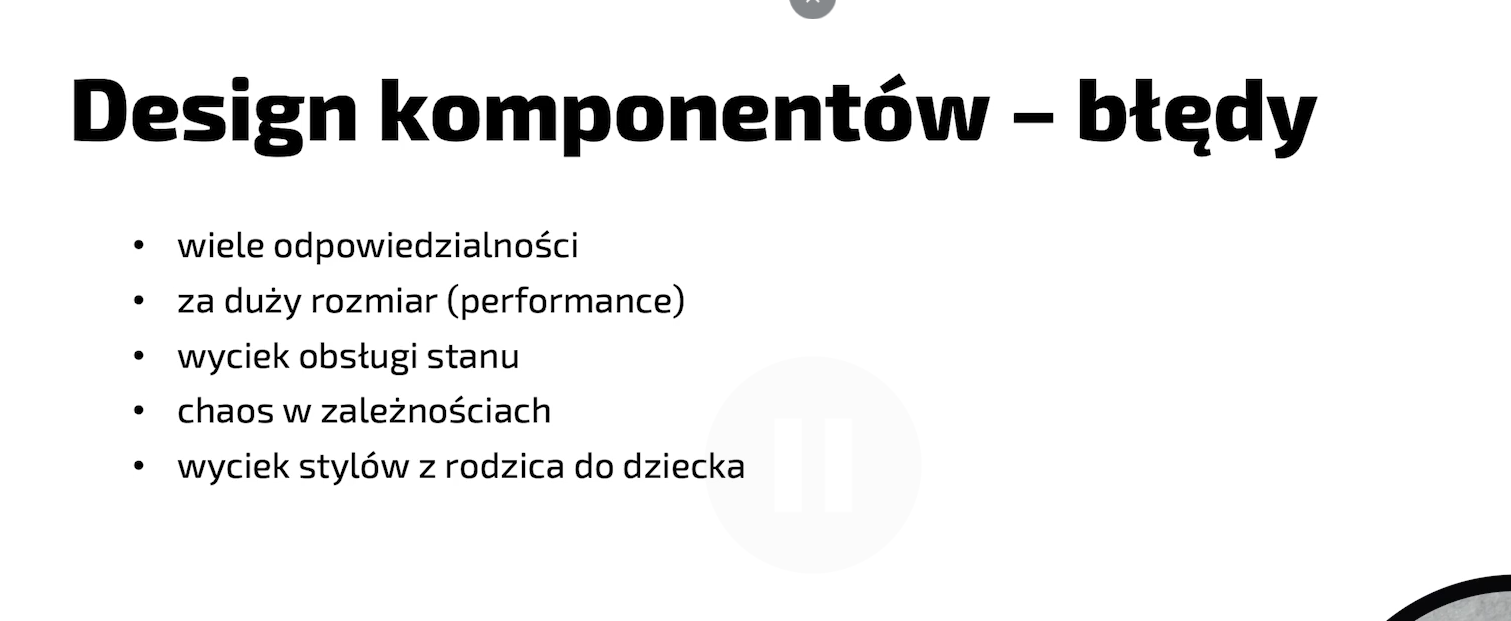 Design komponentów – błędy
• wiele odpowiedzialności
• za duży rozmiar (performance)
• wyciek obsługi stanu
• chaos w zależnościach
• wyciek stylów z rodzica do dziecka